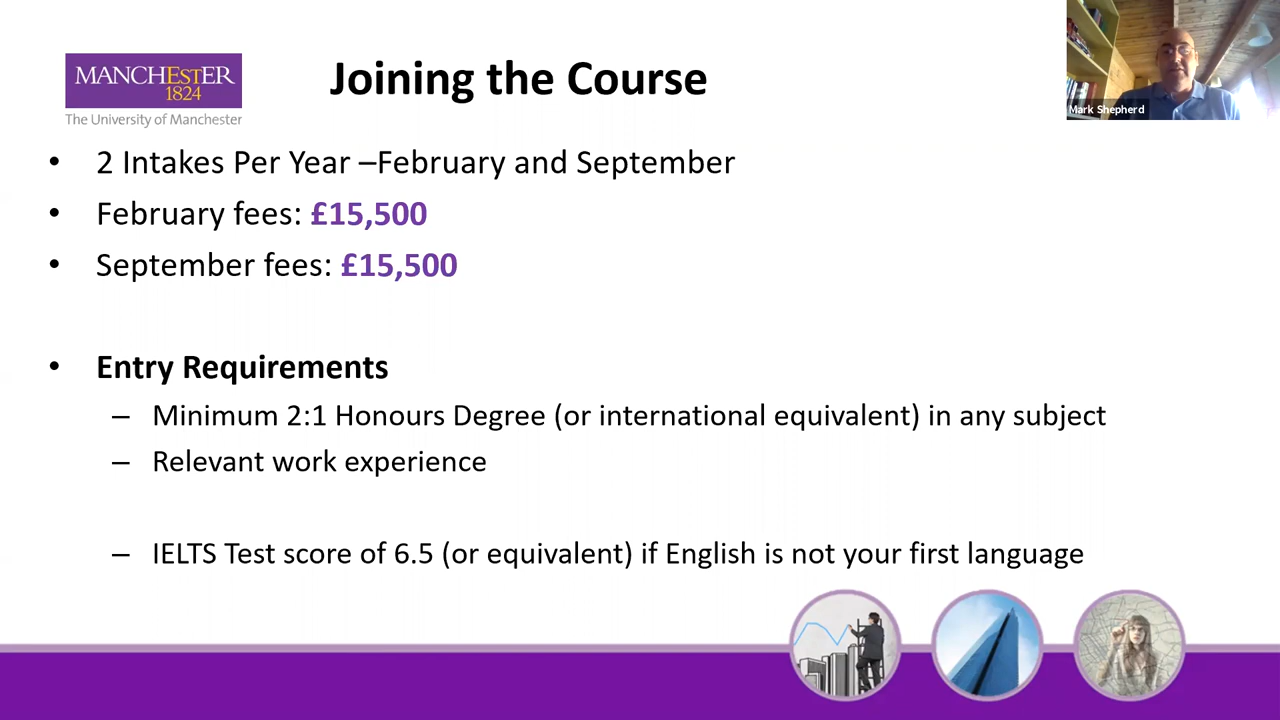 MANCHESTER
1824
The University of Manchester
Joining the Course
Mark Shepherd
• 2 Intakes Per Year –February and September
• February fees: £15,500
• September fees: £15,500
• Entry Requirements
– Minimum 2:1 Honours Degree (or international equivalent) in any subject
– Relevant work experience
– IELTS Test score of 6.5 (or equivalent) if English is not your first language